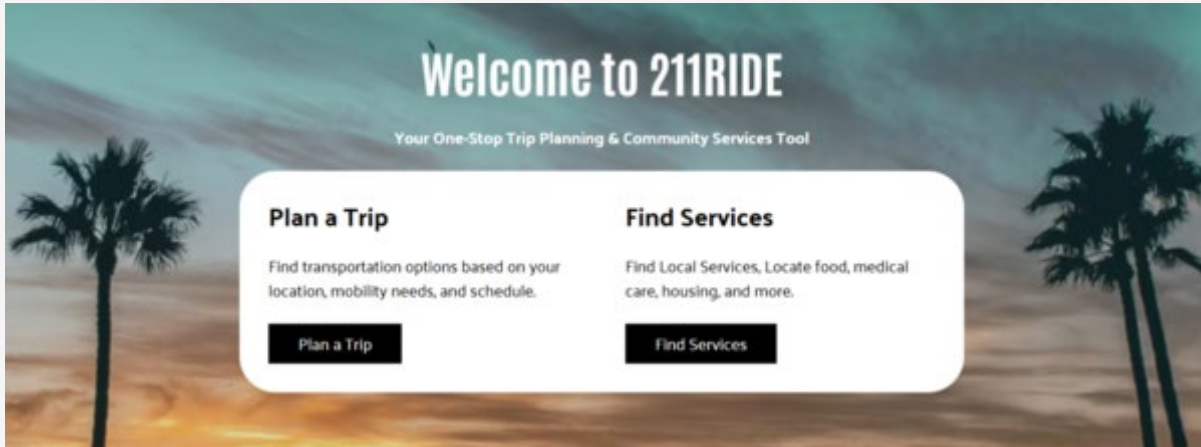 Welcome to 211RIDE
Your One-Stop Trip Planning & Community Services Tool
Plan a Trip
Find transportation options based on your
location, mobility needs, and schedule.
Plan a Trip
Find Services
Find Local Services, Locate food, medical
care, housing, and more.
Find Services